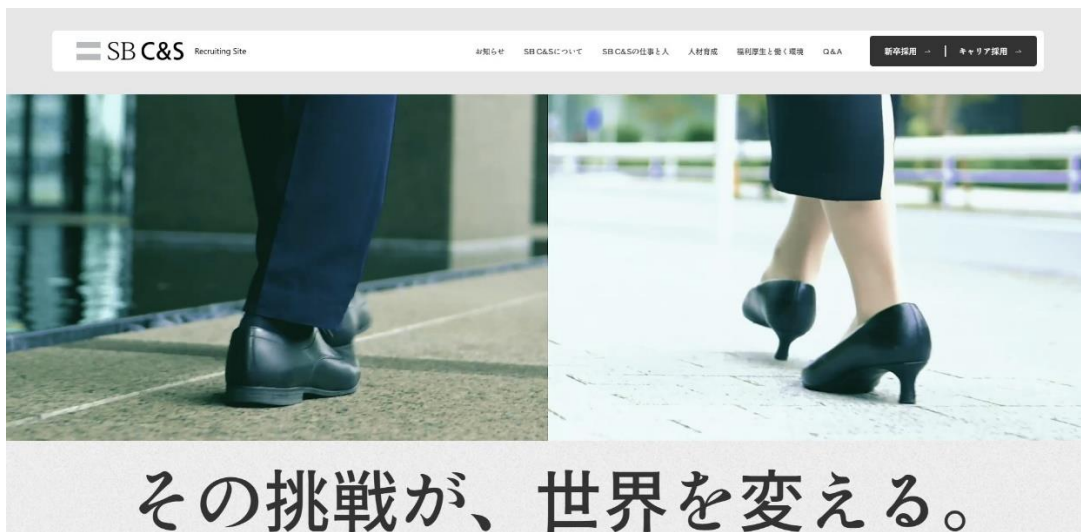 SB C&S Recruiting Site お知らせ SB C&Sについて SB C&Sの仕事と人 人材育成 福利厚生と働く環境 Q&A 新卒採用 → | キャリア採用 →
その挑戦が、世界を変える。